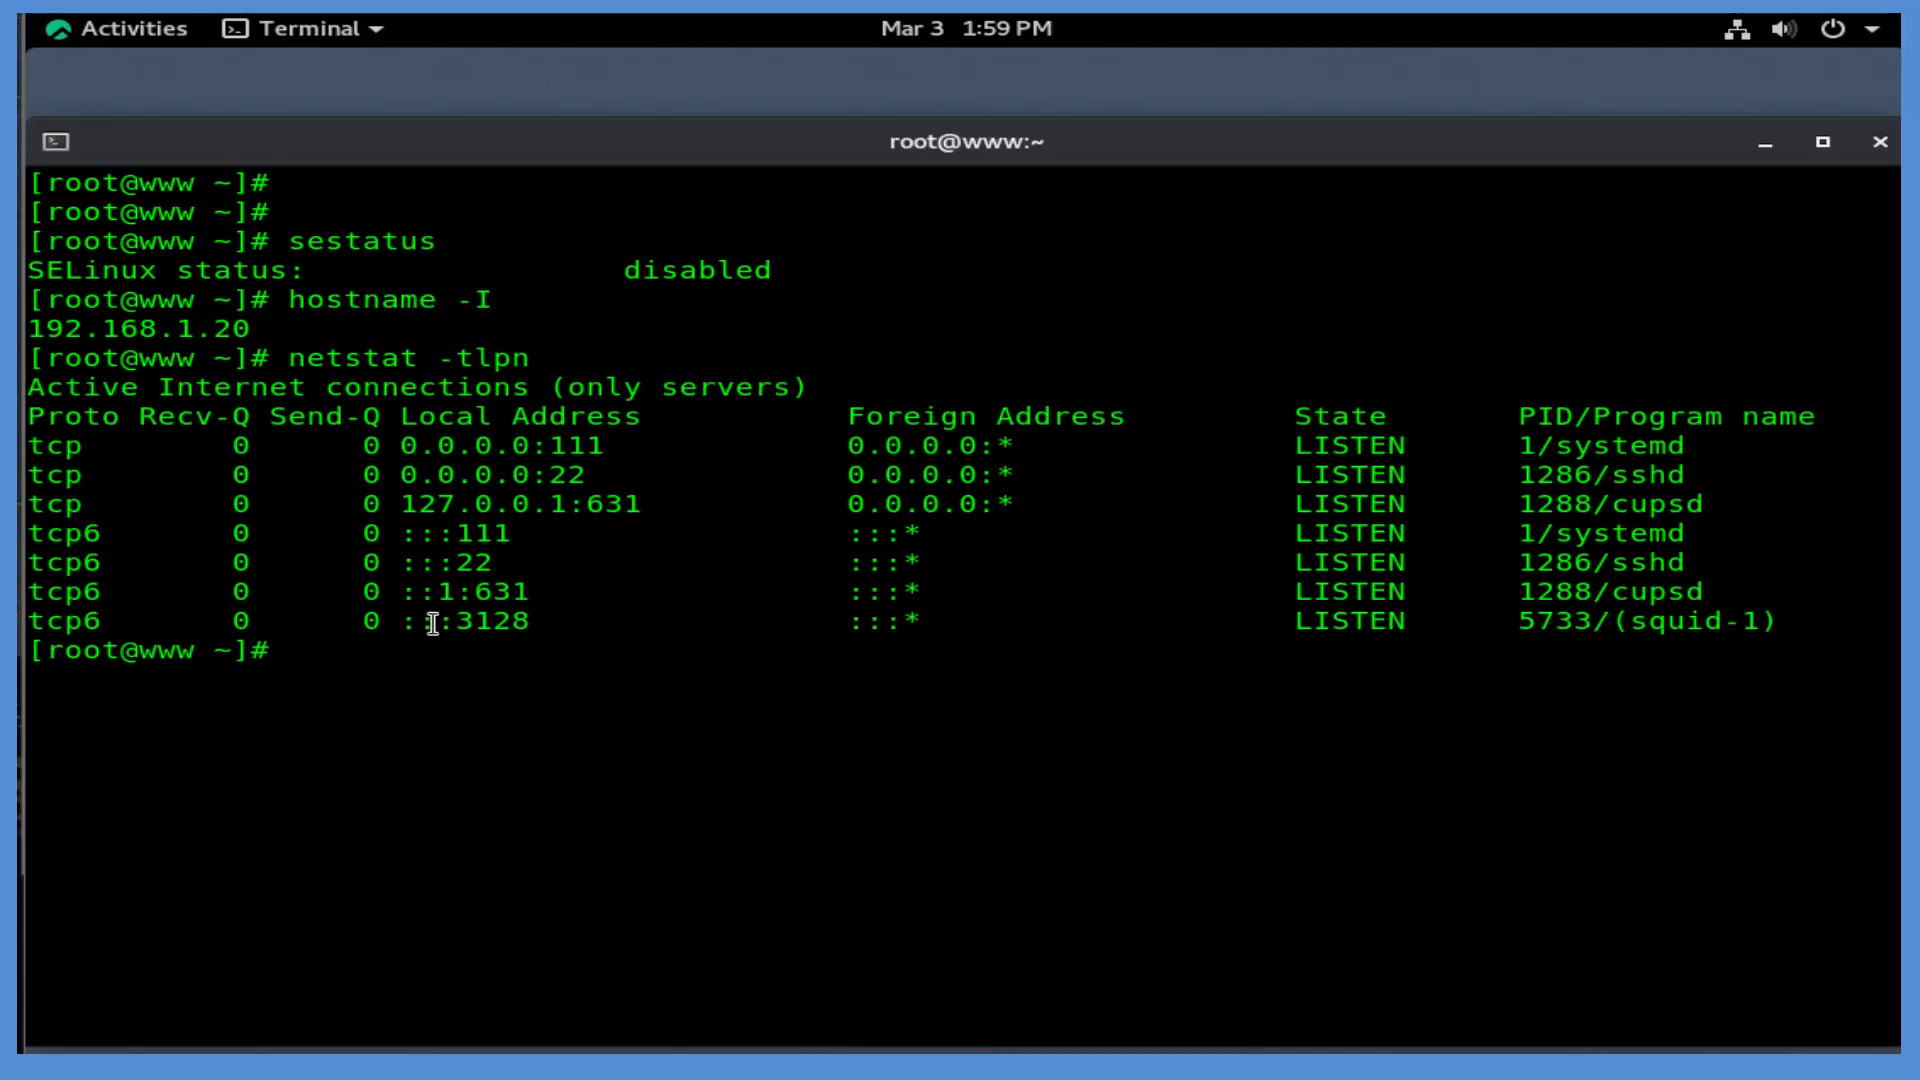 Activities Terminal Mar 3 1:59 PM
root@www:~
[root@www ~]#
[root@www ~]#
[root@www ~]# sestatus
SELinux status: disabled
[root@www ~]# hostname -I
192.168.1.20
[root@www ~]# netstat -tlpn
Active Internet connections (only servers)
Proto Recv-Q Send-Q Local Address Foreign Address State PID/Program name
tcp 0 0 0.0.0.0:111 0.0.0.0:* LISTEN 1/systemd
tcp 0 0 0.0.0.0:22 0.0.0.0:* LISTEN 1286/sshd
tcp 0 0 127.0.0.1:631 0.0.0.0:* LISTEN 1288/cupsd
tcp6 0 0 :::111 :::* LISTEN 1/systemd
tcp6 0 0 :::22 :::* LISTEN 1286/sshd
tcp6 0 0 ::1:631 :::* LISTEN 1288/cupsd
tcp6 0 0 :::3128 :::* LISTEN 5733/(squid-1)
[root@www ~]#